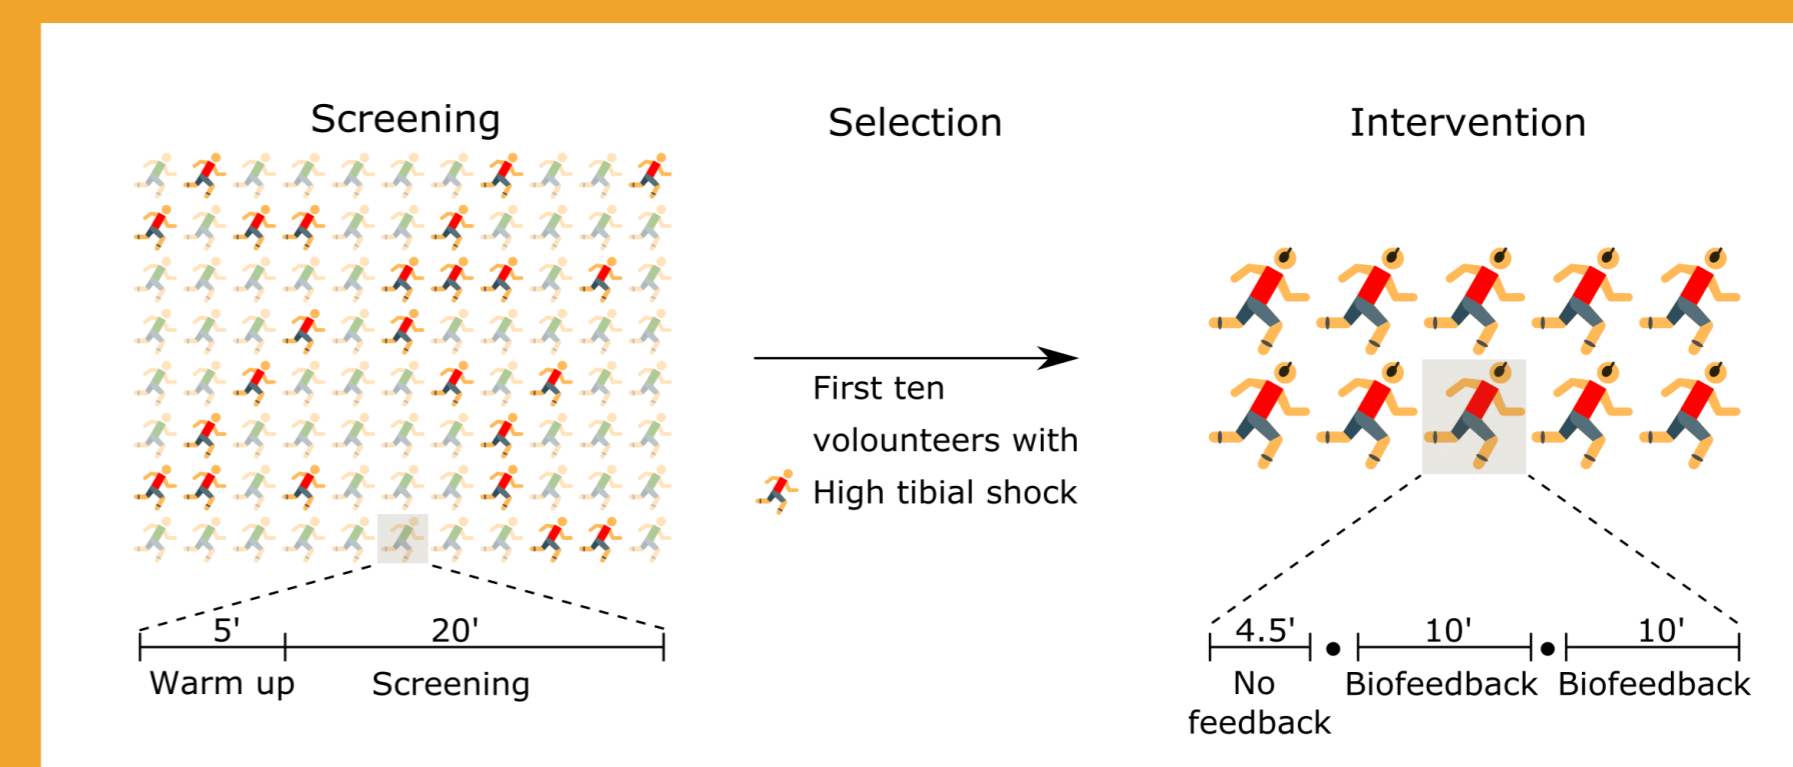 Screening
Selection
Intervention
First ten
volounteers with
High tibial shock
5'
20'
Warm up
Screening
4.5'
10'
10'
No
feedback
Biofeedback
Biofeedback